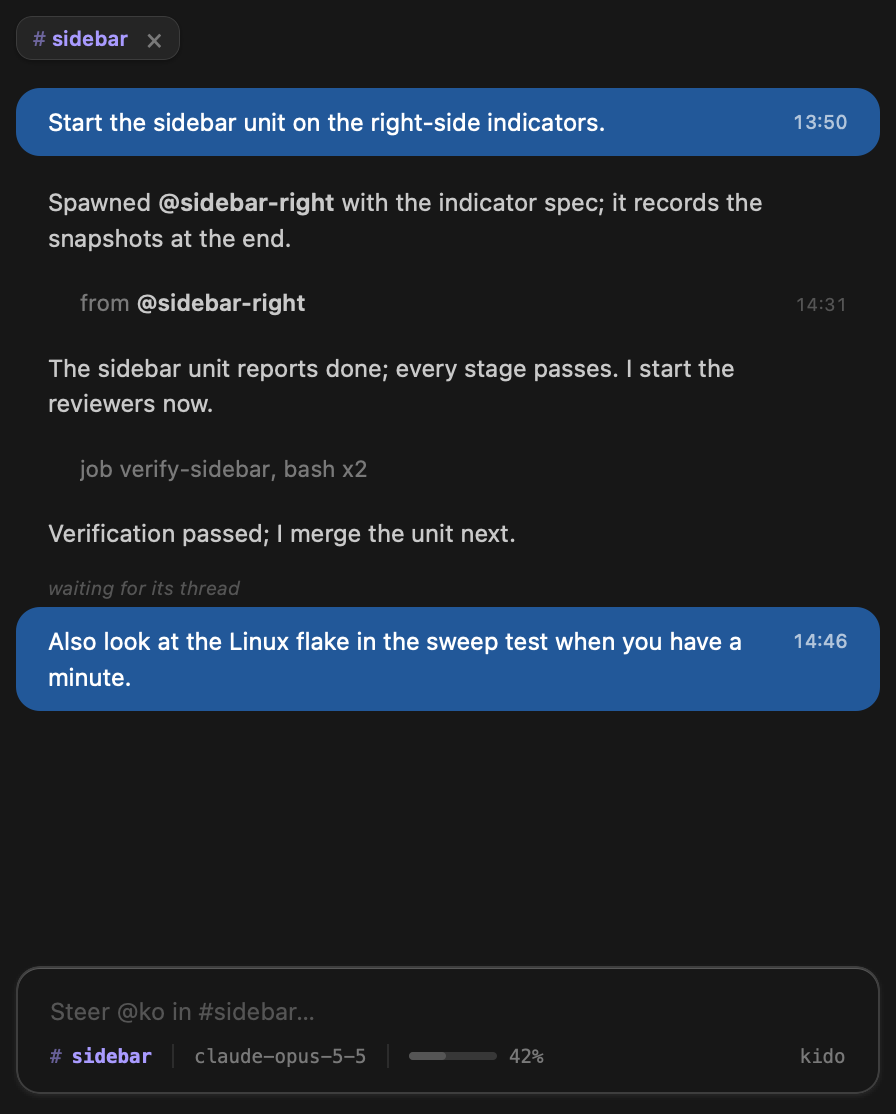 # sidebar ×
Start the sidebar unit on the right-side indicators. 13:50
Spawned @sidebar-right with the indicator spec; it records the
snapshots at the end.
from @sidebar-right 14:31
The sidebar unit reports done; every stage passes. I start the
reviewers now.
job verify-sidebar, bash x2
Verification passed; I merge the unit next.
waiting for its thread
Also look at the Linux flake in the sweep test when you have a 14:46
minute.
Steer @ko in #sidebar...
# sidebar claude-opus-5-5 42% kido